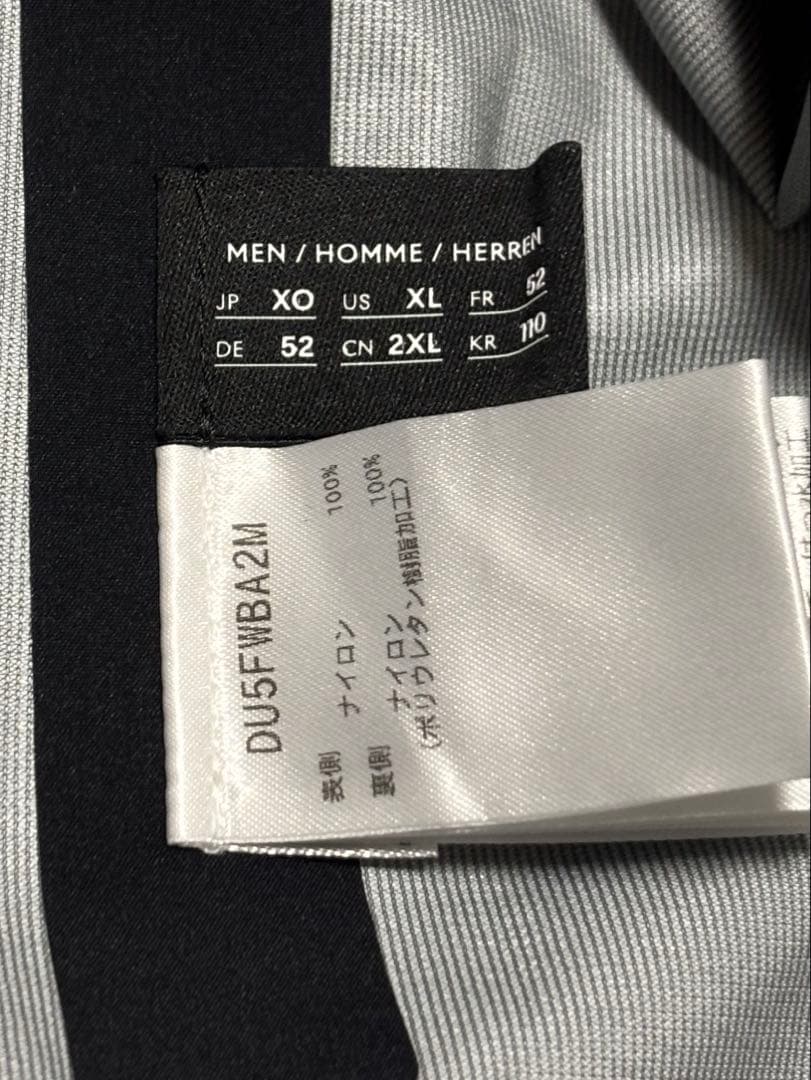 MEN / HOMME / HERREN
JP XO US XL FR 52
DE 52 CN 2XL KR 110
DU5FWBA2M
表側 ナイロン 100%
裏側 ナイロン 100%
(ポリウレタン樹脂加工)